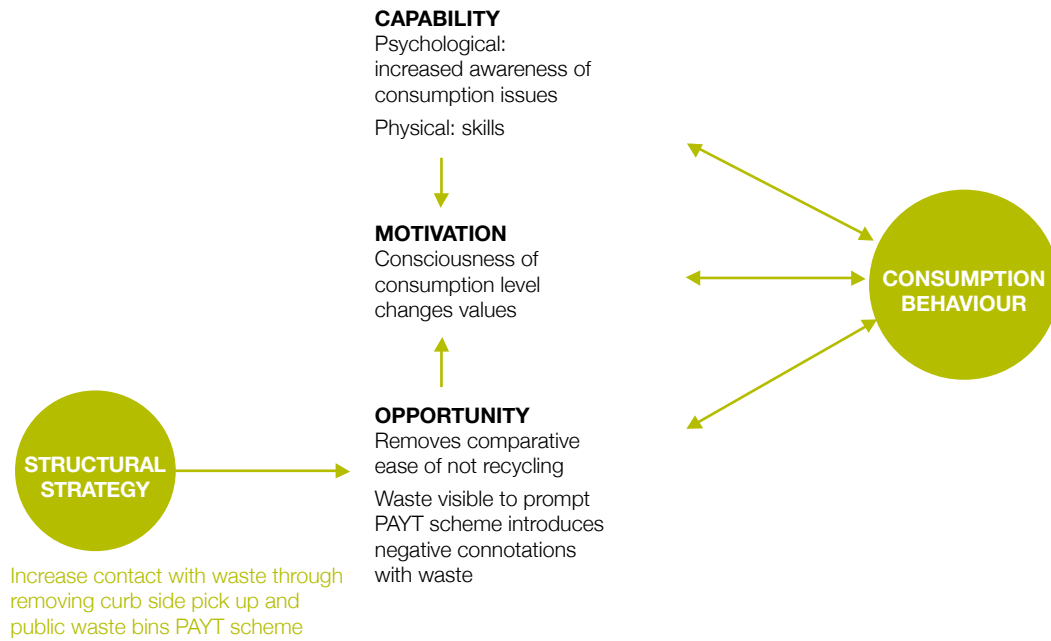 CAPABILITY
Psychological:
increased awareness of
consumption issues
Physical: skills
MOTIVATION
Consciousness of
consumption level
changes values
CONSUMPTION
BEHAVIOUR
OPPORTUNITY
Removes comparative
ease of not recycling
Waste visible to prompt
PAYT scheme introduces
negative connotations
with waste
STRUCTURAL
STRATEGY
Increase contact with waste through
removing curb side pick up and
public waste bins PAYT scheme